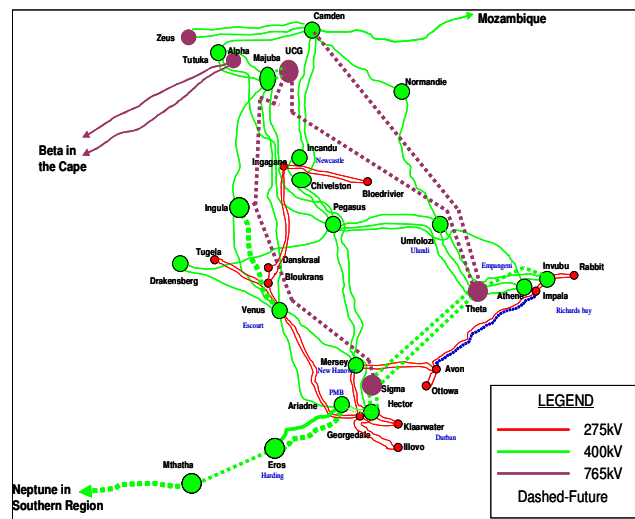 Camden
Mozambique
Zeus
Alpha
Tutuka
Majuba
UCG
Normandie
Beta in
the Cape
Incandu
Newcastle
Ingagane
Chivelston
Bloedrivier
Ingula
Pegasus
Umfolozi
Ulundi
Tugela
Danskraal
Bloukrans
Drakensberg
Empangeni
Invubu
Rabbit
Athene
Impala
Theta
Richards bay
Venus
Escourt
Mersey
New Hanover
Avon
Sigma
Ottowa
PMB
Ariadne
Hector
Georgedale
Klaarwater
Durban
Illovo
Eros
Harding
Mthatha
Neptune in
Southern Region
LEGEND
275kV
400kV
765kV
Dashed-Future